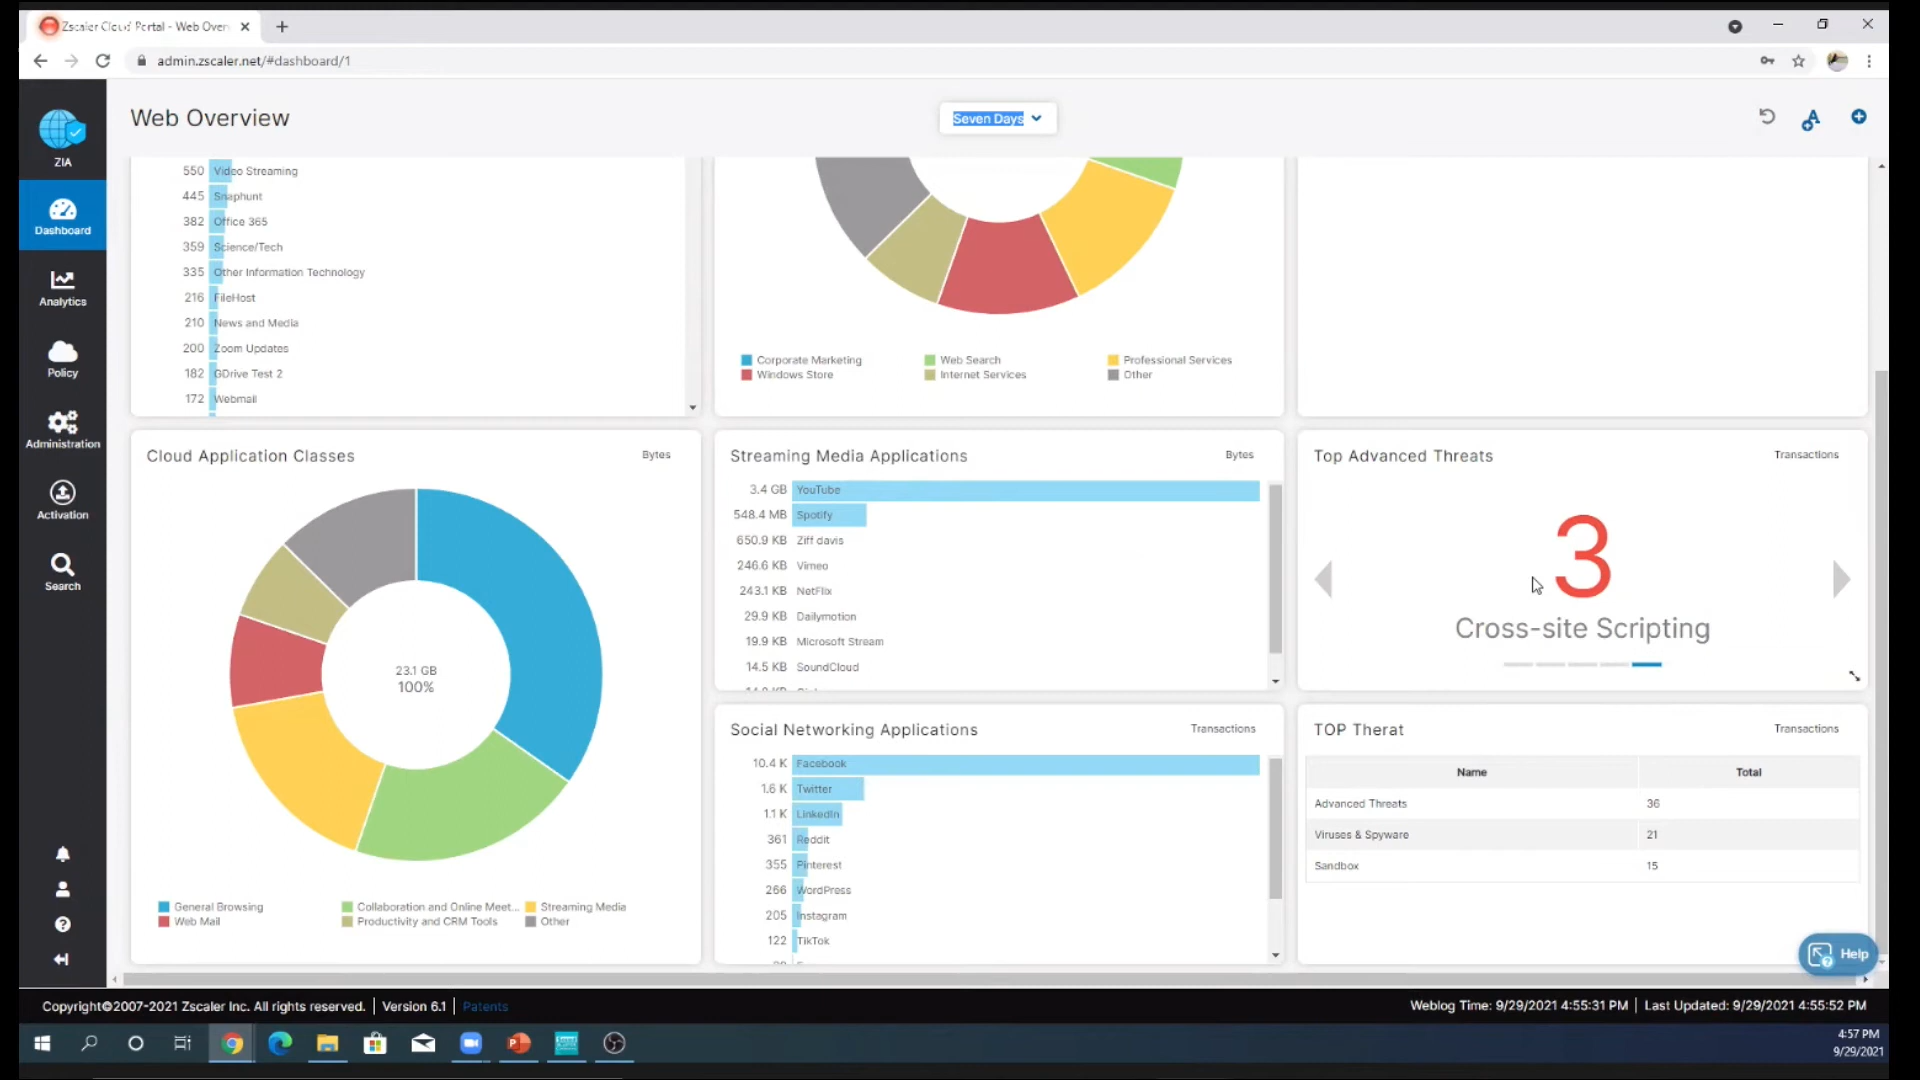 Zscaler Cloud Portal - Web Over
admin.zscaler.net/#dashboard/1
Web Overview
Seven Days
ZIA
Dashboard
Analytics
Policy
Administration
Activation
Search
550 Video Streaming
445 Snaphunt
382 Office 365
359 Science/Tech
335 Other Information Technology
216 FileHost
210 News and Media
200 Zoom Updates
182 GDrive Test 2
172 Webmail
Corporate Marketing
Web Search
Professional Services
Windows Store
Internet Services
Other
Cloud Application Classes
Bytes
23.1 GB
100%
General Browsing
Collaboration and Online Meet...
Streaming Media
Web Mail
Productivity and CRM Tools
Other
Streaming Media Applications
Bytes
3.4 GB YouTube
548.4 MB Spotify
650.9 KB Ziff davis
246.6 KB Vimeo
243.1 KB NetFlix
29.9 KB Dailymotion
19.9 KB Microsoft Stream
14.5 KB SoundCloud
Top Advanced Threats
Transactions
3
Cross-site Scripting
Social Networking Applications
Transactions
10.4 K Facebook
1.6 K Twitter
1.1 K LinkedIn
361 Reddit
355 Pinterest
266 WordPress
205 Instagram
122 TikTok
TOP Therat
Transactions
Name Total
Advanced Threats 36
Viruses & Spyware 21
Sandbox 15
Help
Copyright©2007-2021 Zscaler Inc. All rights reserved. | Version 6.1 | Patents
Weblog Time: 9/29/2021 4:55:31 PM | Last Updated: 9/29/2021 4:55:52 PM
4:57 PM
9/29/2021